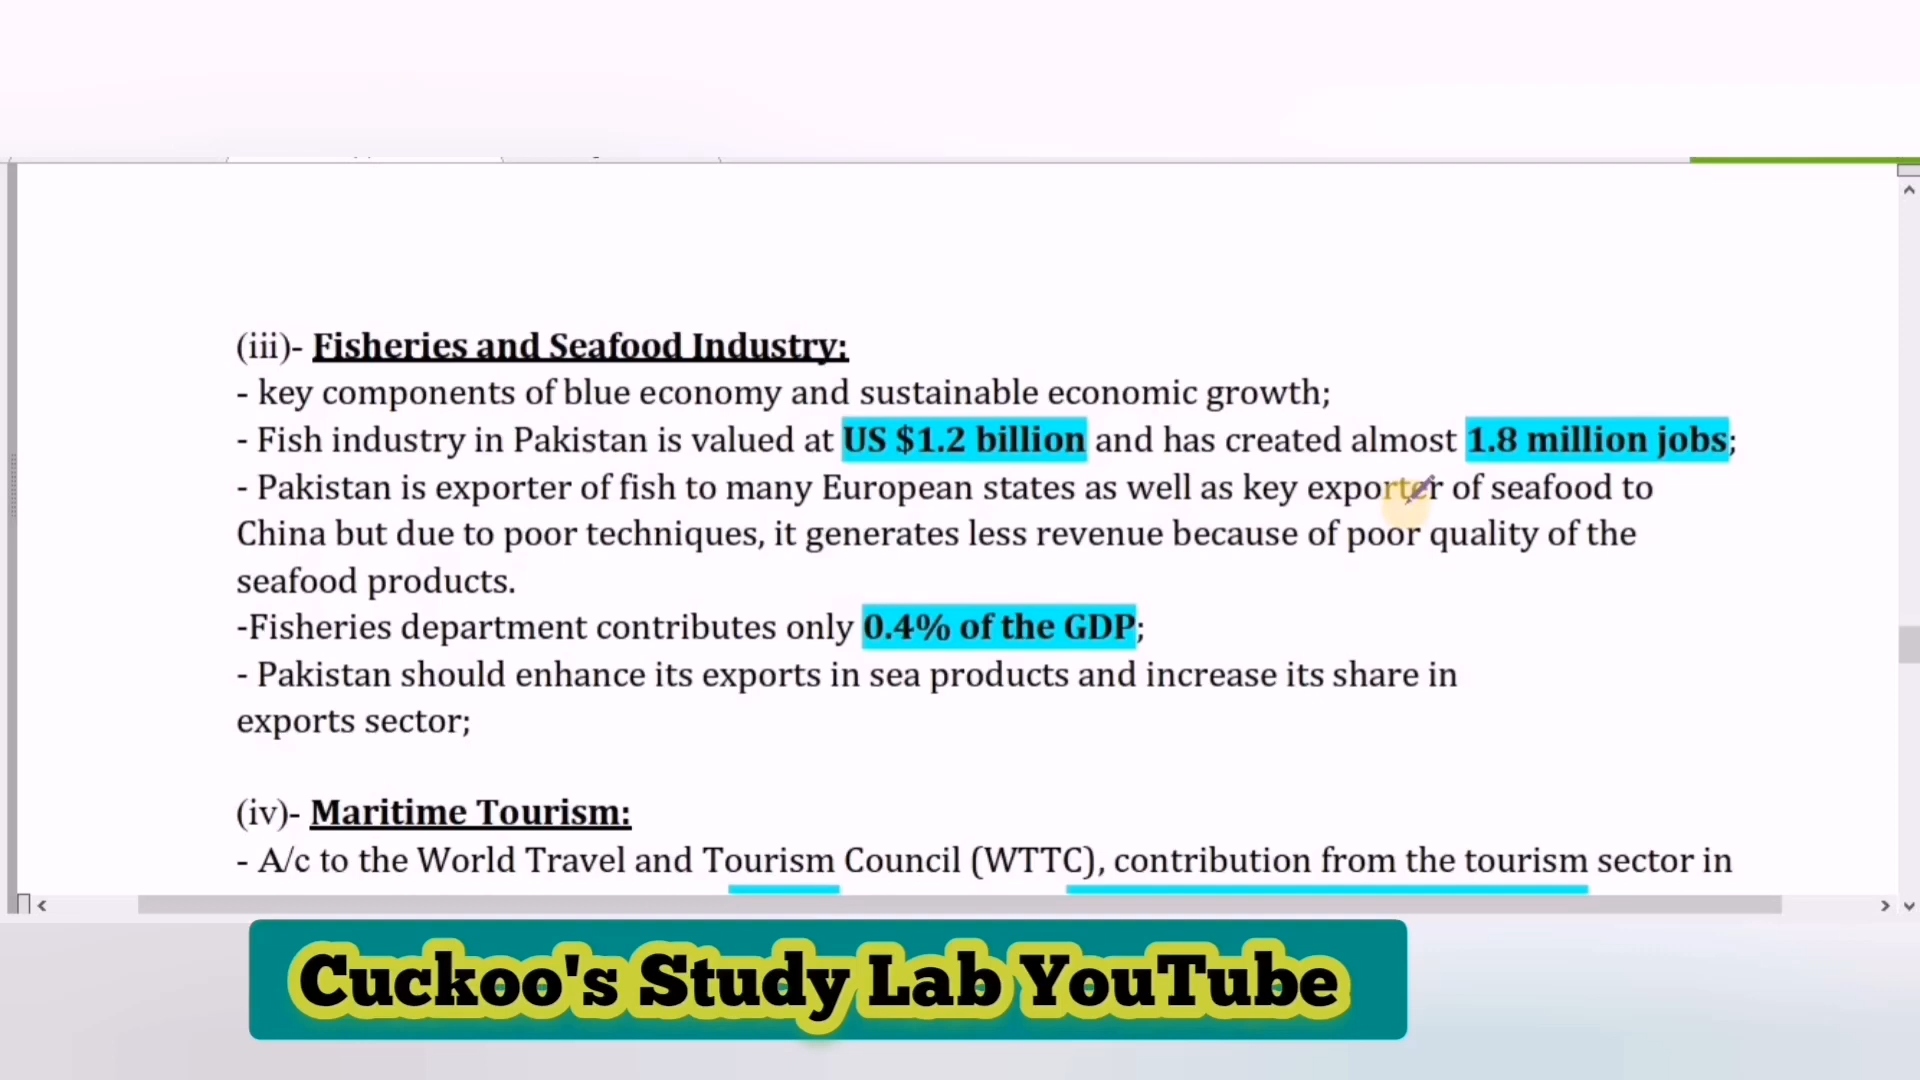 (iii)- Fisheries and Seafood Industry:
- key components of blue economy and sustainable economic growth;
- Fish industry in Pakistan is valued at US $1.2 billion and has created almost 1.8 million jobs;
- Pakistan is exporter of fish to many European states as well as key exporter of seafood to
China but due to poor techniques, it generates less revenue because of poor quality of the
seafood products.
-Fisheries department contributes only 0.4% of the GDP;
- Pakistan should enhance its exports in sea products and increase its share in
exports sector;
(iv)- Maritime Tourism:
- A/c to the World Travel and Tourism Council (WTTC), contribution from the tourism sector in
Cuckoo's Study Lab YouTube